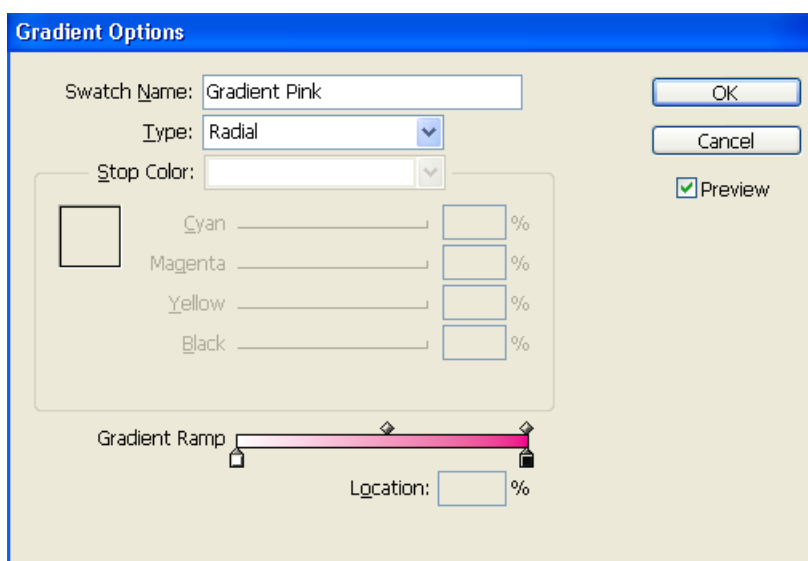 Gradient Options
Swatch Name: Gradient Pink
OK
Type: Radial
Cancel
Stop Color:
Preview
Cyan %
Magenta %
Yellow %
Black %
Gradient Ramp
Location: %